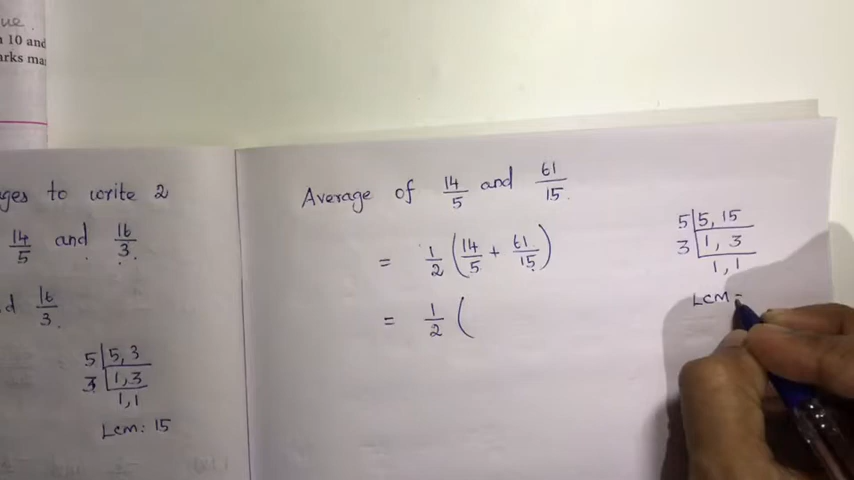 ue.
n 10 and
arks ma
ges to write 2
14/5 and 16/3
d 16/3
5 | 5, 3
3 | 1, 3
1, 1
Lcm: 15
Average of 14/5 and 61/15
= 1/2 (14/5 + 61/15)
= 1/2 (
5 | 5, 15
3 | 1, 3
1, 1
Lcm =